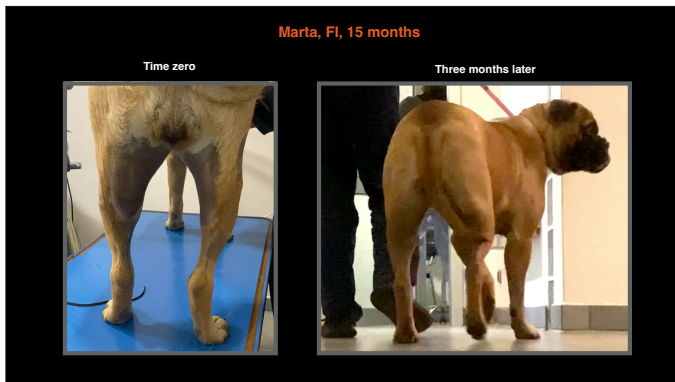 Marta, FI, 15 months
Time zero
Three months later